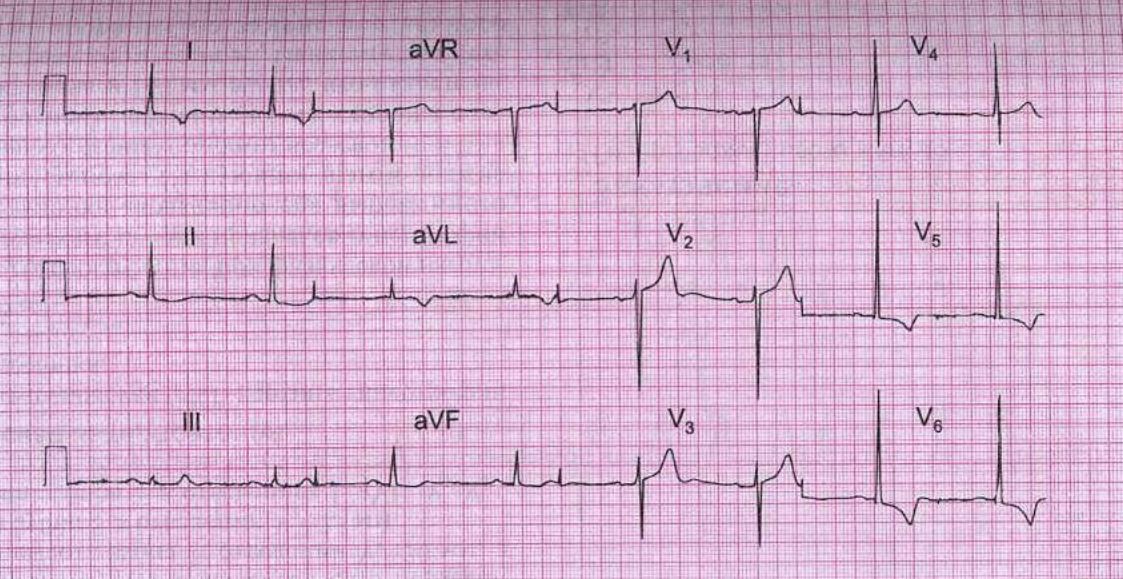 I aVR V₁ V₄
II aVL V₂ V₅
III aVF V₃ V₆